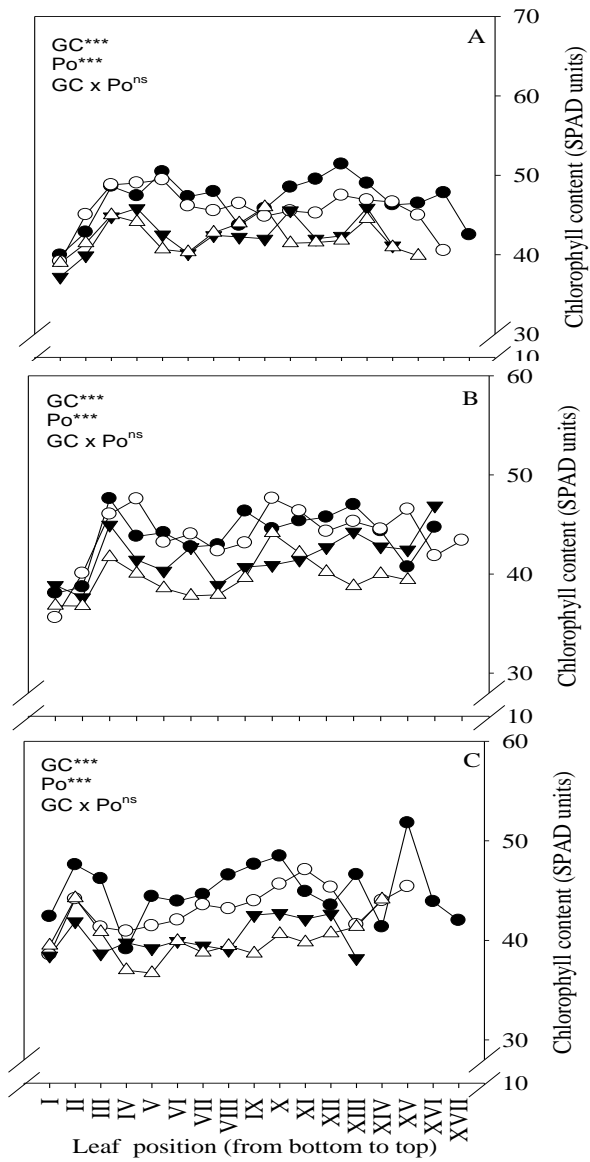 70
A
GC***
Po***
GC x Po^ns
60
50
40
30
10
Chlorophyll content (SPAD units)
60
B
GC***
Po***
GC x Po^ns
50
40
30
10
Chlorophyll content (SPAD units)
60
C
GC***
Po***
GC x Po^ns
50
40
30
10
Chlorophyll content (SPAD units)
I II III IV V VI VII VIII IX X XI XII XIII XIV XV XVI XVII
Leaf position (from bottom to top)